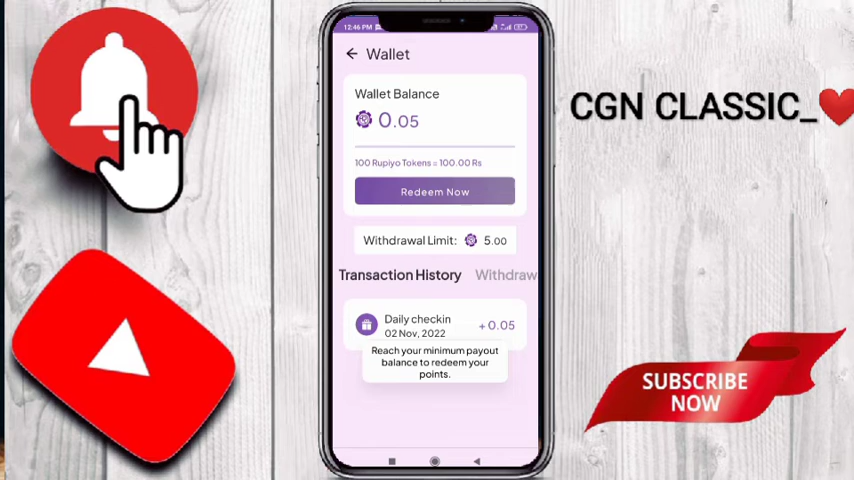 12:46 PM
Wallet
Wallet Balance
0.05
100 Rupiyo Tokens = 100.00 Rs
Redeem Now
Withdrawal Limit: 5.00
Transaction History Withdraw
Daily checkin
+0.05
02 Nov, 2022
Reach your minimum payout
balance to redeem your
points.
CGN CLASSIC_❤️
SUBSCRIBE
NOW